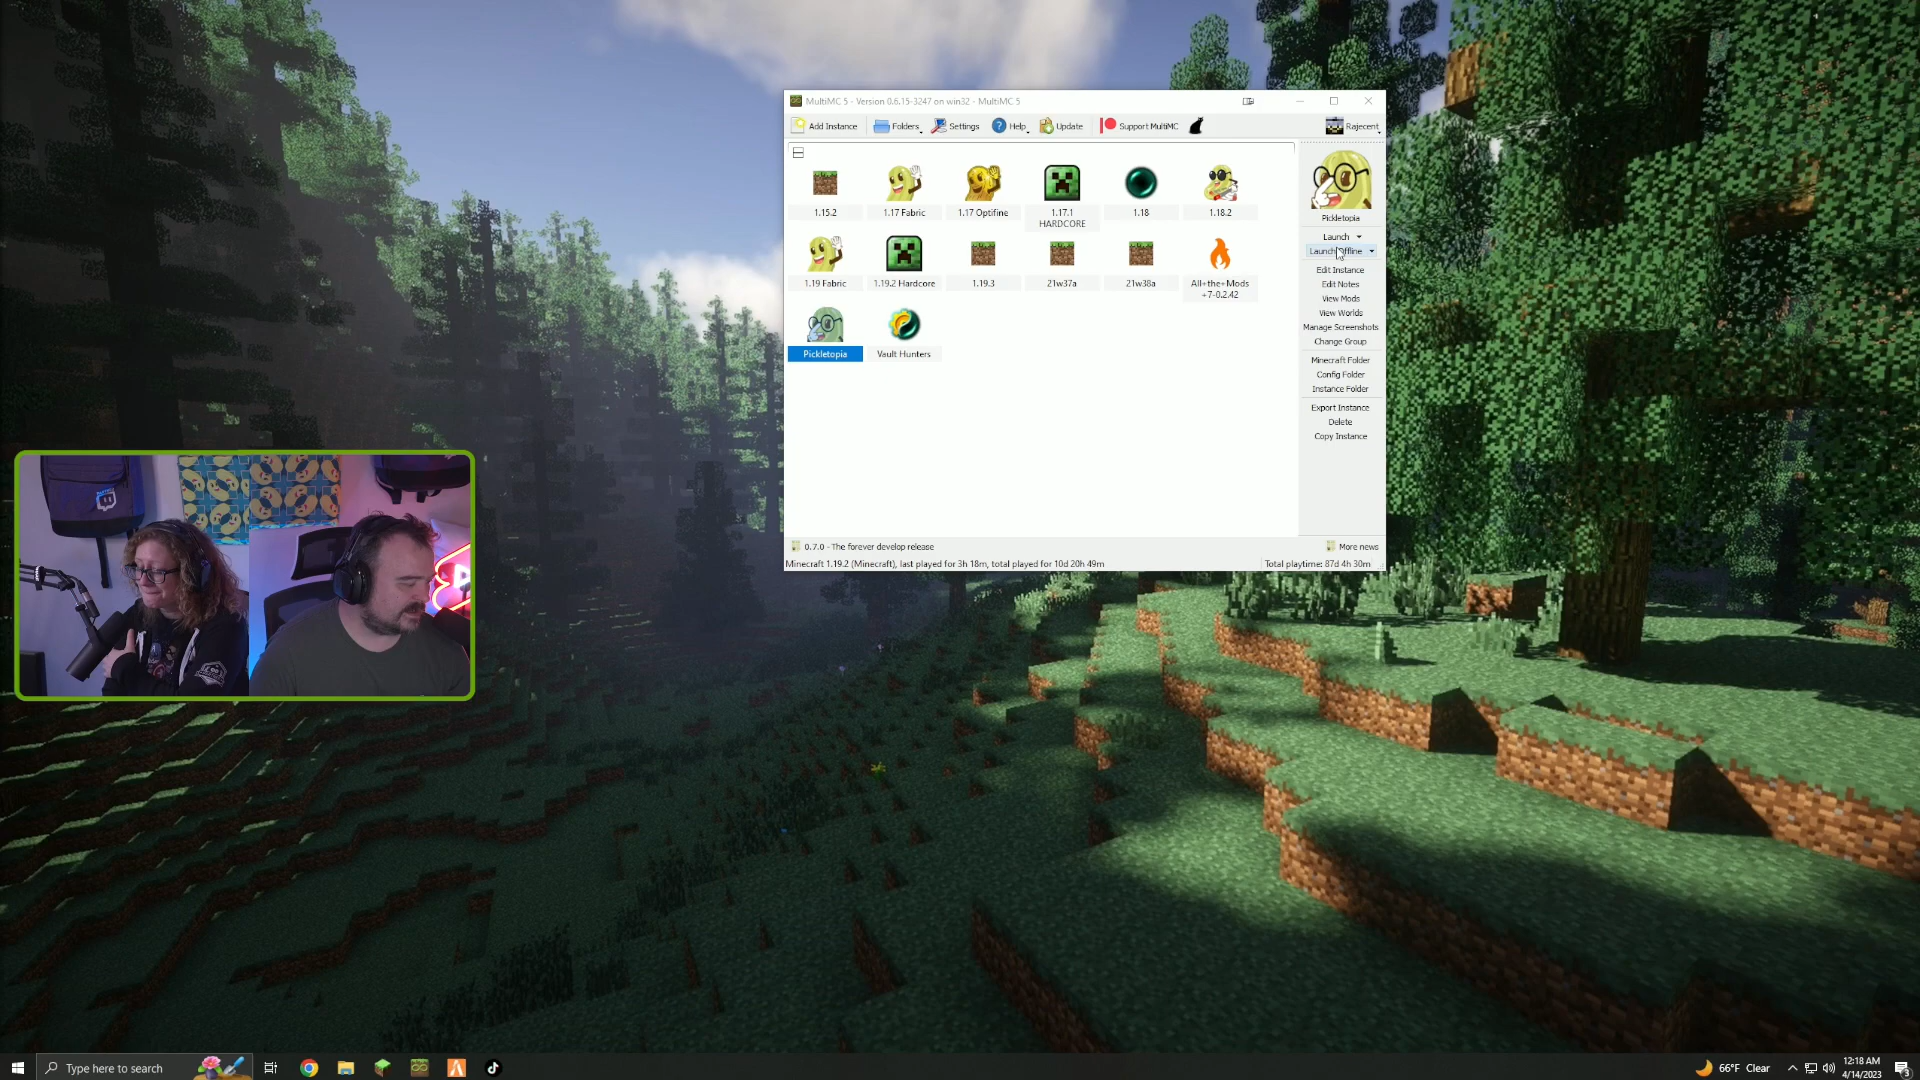 MultiMC 5 - Version 0.6.15-3247 on win32 - MultiMC 5
Add Instance Folders Settings Help Update Support MultiMC Rajecent
1.15.2 1.17 Fabric 1.17 Optifine 1.17.1 HARDCORE 1.18 1.18.2
1.19 Fabric 1.19.2 Hardcore 1.19.3 21w37a 21w38a All+the+Mods +7-0.2.42
Pickletopia Vault Hunters
Pickletopia
Launch
Launch Offline
Edit Instance
Edit Notes
View Mods
View Worlds
Manage Screenshots
Change Group
Minecraft Folder
Config Folder
Instance Folder
Export Instance
Delete
Copy Instance
0.7.0 - The forever develop release More news
Minecraft 1.19.2 (Minecraft), last played for 3h 18m, total played for 10d 20h 49m Total playtime: 87d 4h 30m
Type here to search
66°F Clear
12:18 AM
4/14/2023
3